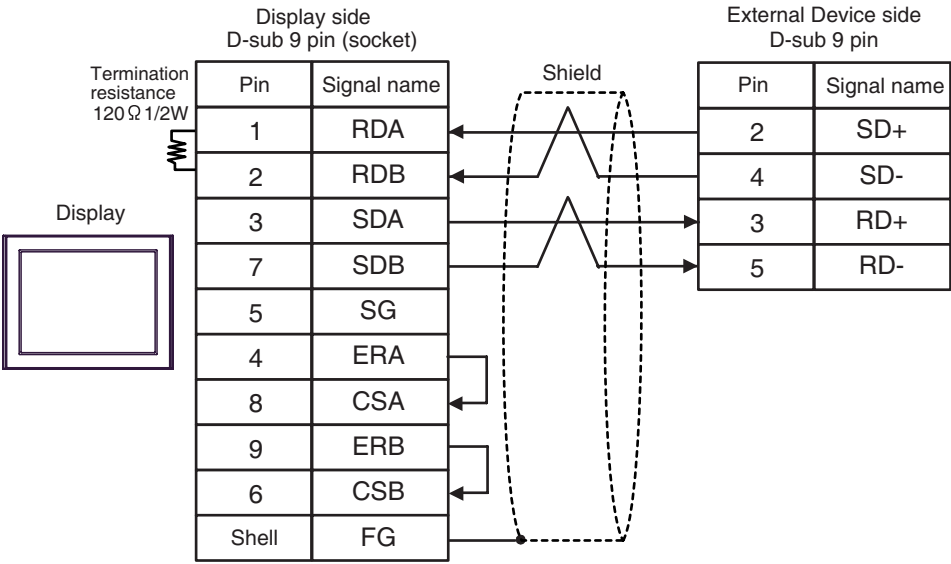 Display side
D-sub 9 pin (socket)
External Device side
D-sub 9 pin
Termination
resistance
120Ω1/2W
Shield
Pin Signal name
1 RDA
2 RDB
3 SDA
7 SDB
5 SG
4 ERA
8 CSA
9 ERB
6 CSB
Shell FG
Pin Signal name
2 SD+
4 SD-
3 RD+
5 RD-
Display